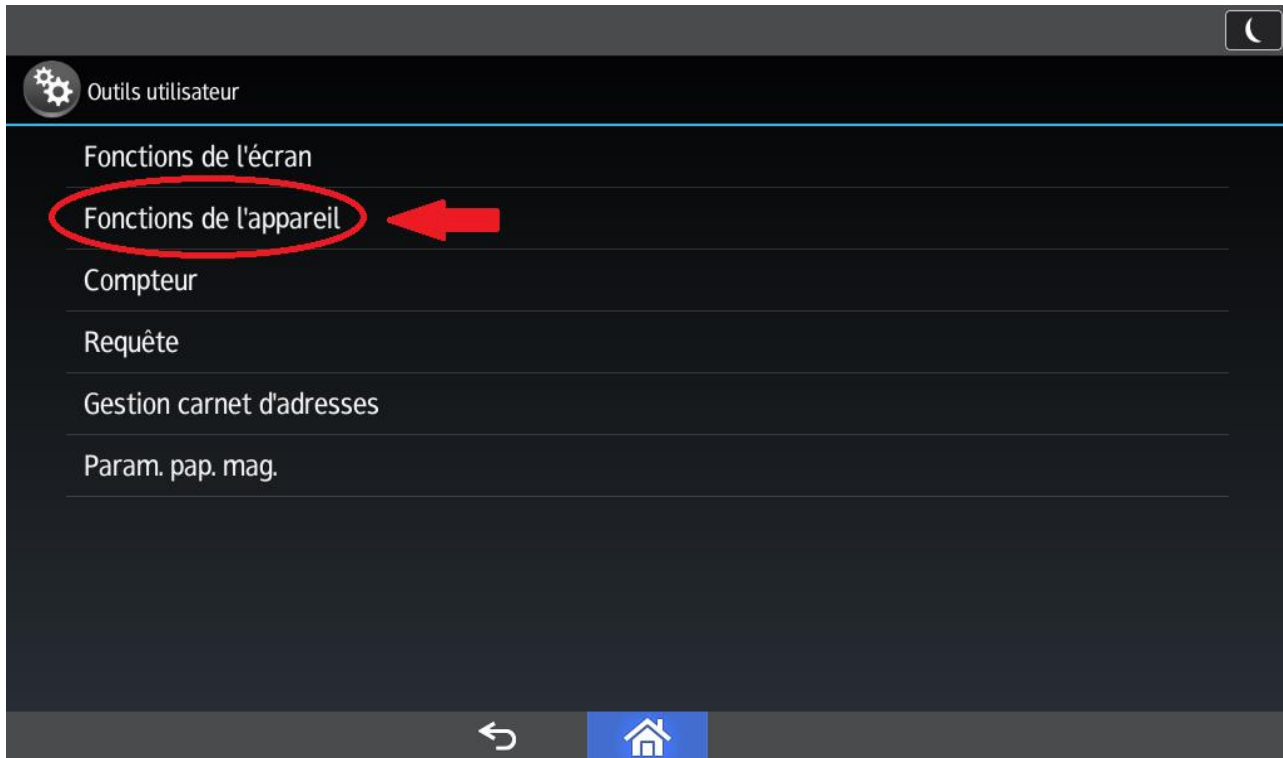 Outils utilisateur
Fonctions de l'écran
Fonctions de l'appareil
Compteur
Requête
Gestion carnet d'adresses
Param. pap. mag.